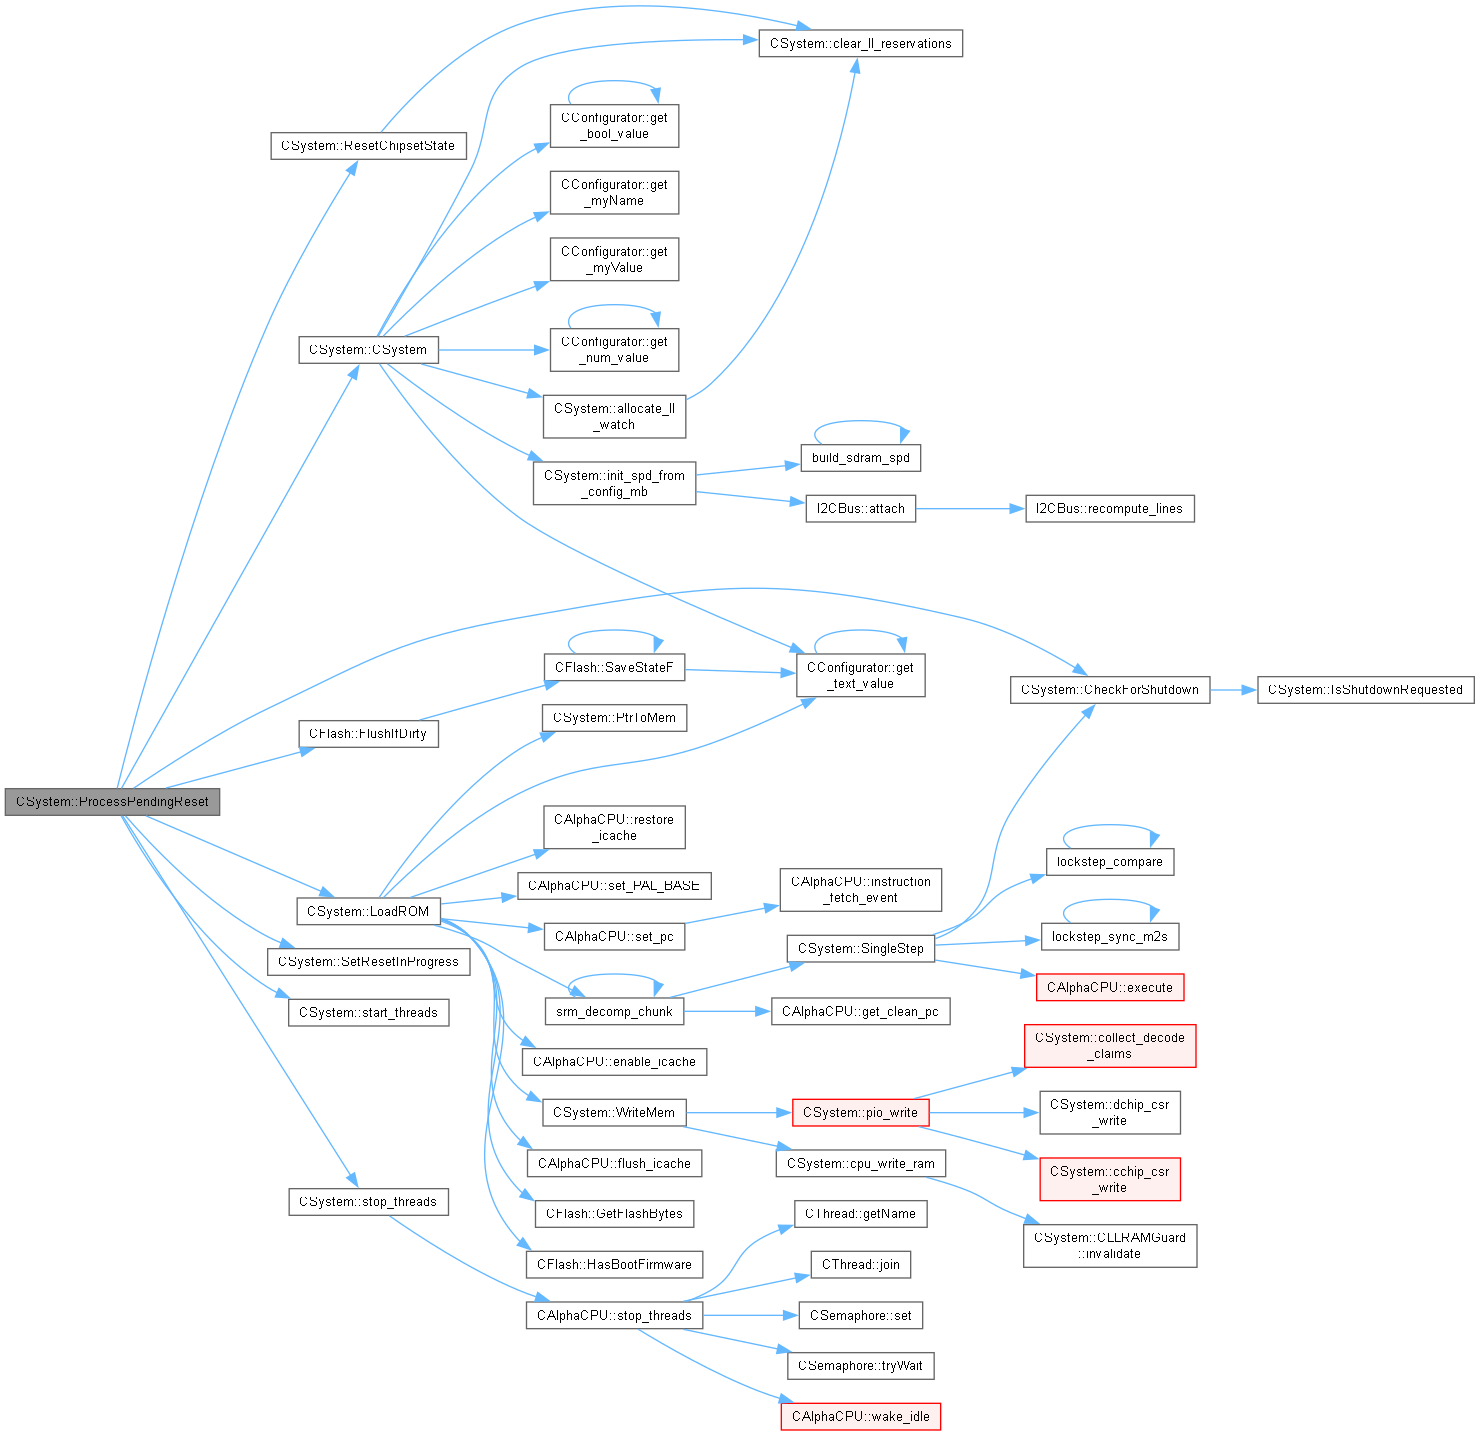 CSystem::clear_ll_reservations
CConfigurator::get
_bool_value
CSystem::ResetChipsetState
CConfigurator::get
_myName
CConfigurator::get
_myValue
CSystem::CSystem
CConfigurator::get
_num_value
CSystem::allocate_ll
_watch
build_sdram_spd
CSystem::init_spd_from
_config_mb
I2CBus::attach
I2CBus::recompute_lines
CFlash::SaveStateF
CConfigurator::get
_text_value
CSystem::CheckForShutdown
CSystem::IsShutdownRequested
CSystem::PtrToMem
CFlash::FlushIfDirty
CSystem::ProcessPendingReset
CAlphaCPU::restore
_icache
lockstep_compare
CAlphaCPU::set_PAL_BASE
CAlphaCPU::instruction
_fetch_event
CSystem::LoadROM
CAlphaCPU::set_pc
CSystem::SingleStep
lockstep_sync_m2s
CSystem::SetResetInProgress
CAlphaCPU::execute
CSystem::start_threads
srm_decomp_chunk
CAlphaCPU::get_clean_pc
CSystem::collect_decode
_claims
CAlphaCPU::enable_icache
CSystem::WriteMem
CSystem::pio_write
CSystem::dchip_csr
_write
CAlphaCPU::flush_icache
CSystem::cpu_write_ram
CSystem::cchip_csr
_write
CSystem::stop_threads
CFlash::GetFlashBytes
CThread::getName
CSystem::CLLRAMGuard
::invalidate
CFlash::HasBootFirmware
CThread::join
CAlphaCPU::stop_threads
CSemaphore::set
CSemaphore::tryWait
CAlphaCPU::wake_idle